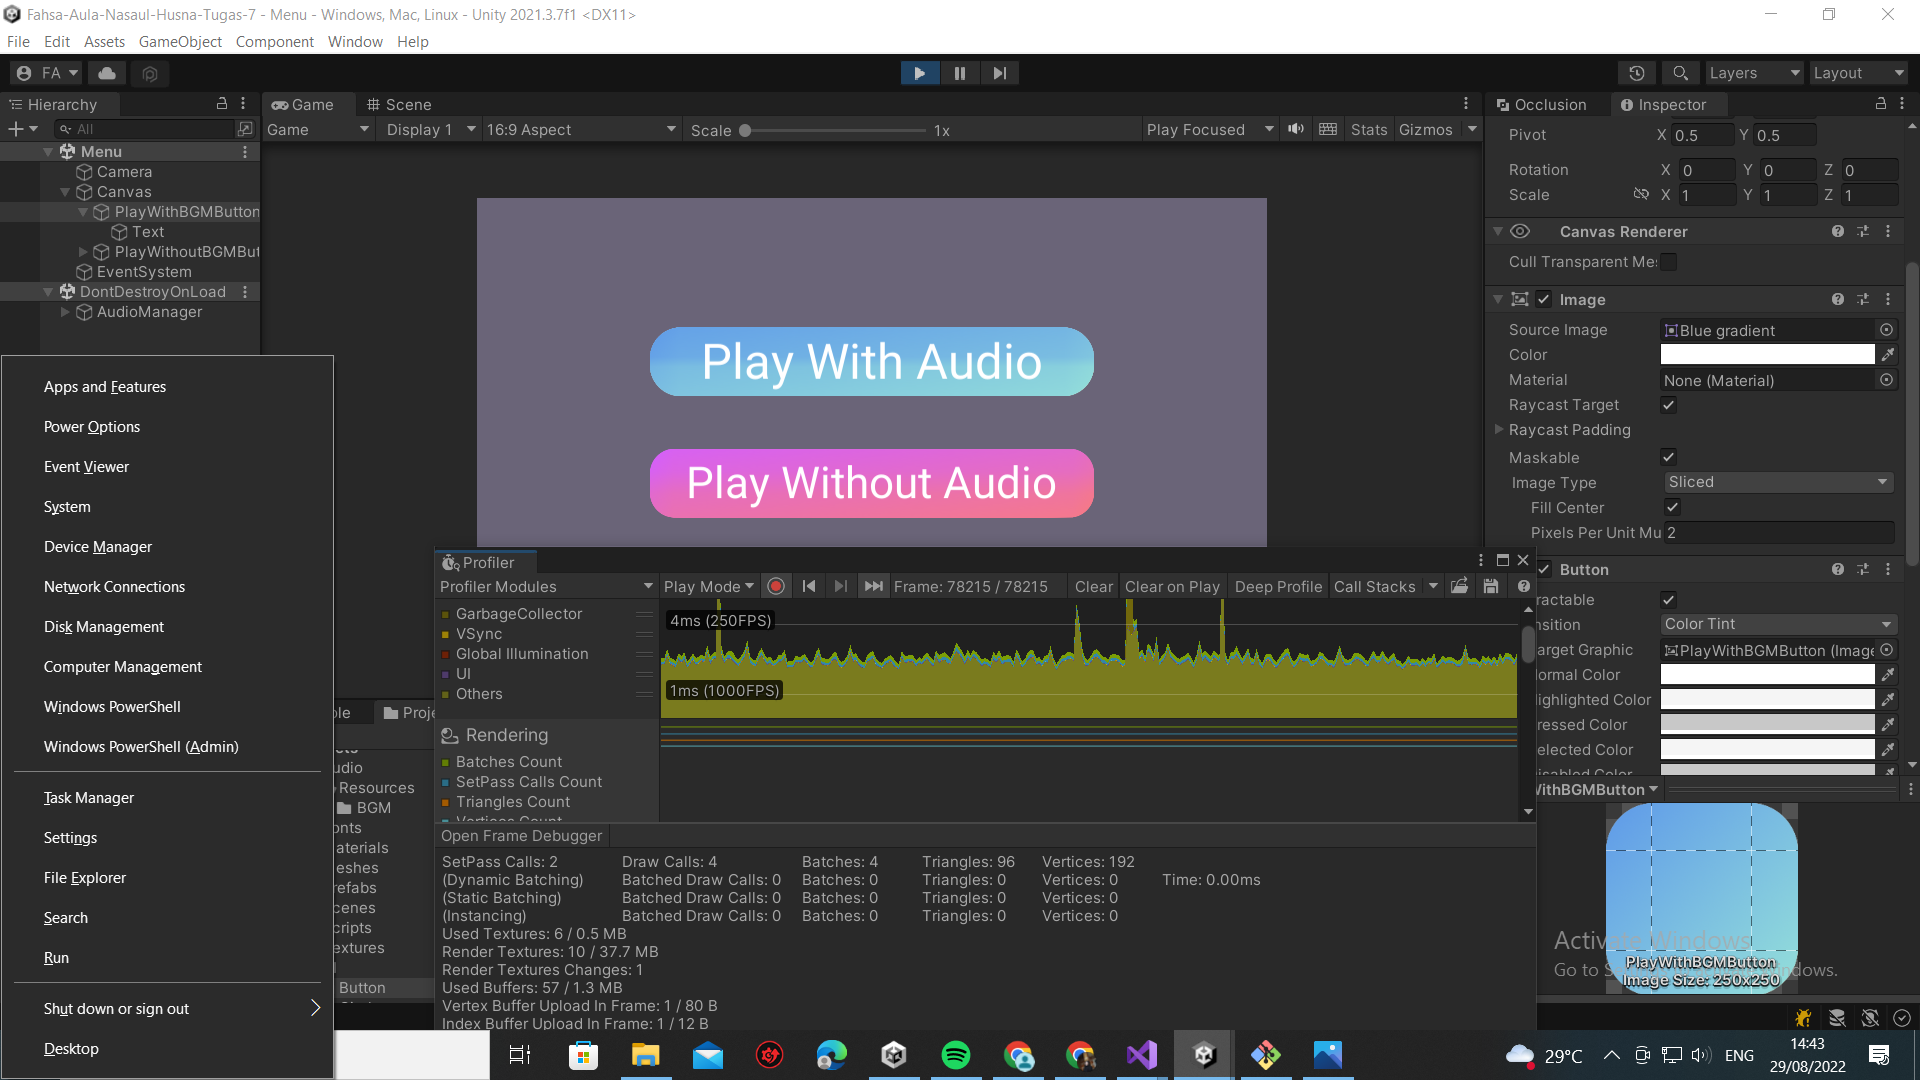 Fahsa-Aula-Nasaul-Husna-Tugas-7 - Menu - Windows, Mac, Linux - Unity 2021.3.7f1 <DX11>
File Edit Assets GameObject Component Window Help
FA
Layers Layout
Hierarchy
Game Scene
Occlusion Inspector
All
Game Display 1 16:9 Aspect Scale 1x Play Focused Stats Gizmos
Menu
Camera
Canvas
PlayWithBGMButton
Text
PlayWithoutBGMBut
EventSystem
DontDestroyOnLoad
AudioManager
Pivot X 0.5 Y 0.5
Rotation X 0 Y 0 Z 0
Scale X 1 Y 1 Z 1
Canvas Renderer
Cull Transparent Me
Image
Source Image Blue gradient
Color
Material None (Material)
Raycast Target
Raycast Padding
Maskable
Image Type Sliced
Fill Center
Pixels Per Unit Mu 2
Button
ractable
nsition Color Tint
arget Graphic PlayWithBGMButton (Image
ormal Color
ighlighted Color
ressed Color
elected Color
isabled Color
Play With Audio
Play Without Audio
Apps and Features
Power Options
Event Viewer
System
Device Manager
Network Connections
Disk Management
Computer Management
Windows PowerShell
Windows PowerShell (Admin)
Task Manager
Settings
File Explorer
Search
Run
Shut down or sign out
Desktop
ole Proje
ets
udio
Resources
BGM
onts
aterials
eshes
refabs
cenes
cripts
extures
Button
Profiler
Profiler Modules Play Mode Frame: 78215 / 78215 Clear Clear on Play Deep Profile Call Stacks
GarbageCollector
VSync
Global Illumination
UI
Others
4ms (250FPS)
1ms (1000FPS)
Rendering
Batches Count
SetPass Calls Count
Triangles Count
Vertices Count
Open Frame Debugger
SetPass Calls: 2 Draw Calls: 4 Batches: 4 Triangles: 96 Vertices: 192
(Dynamic Batching) Batched Draw Calls: 0 Batches: 0 Triangles: 0 Vertices: 0 Time: 0.00ms
(Static Batching) Batched Draw Calls: 0 Batches: 0 Triangles: 0 Vertices: 0
(Instancing) Batched Draw Calls: 0 Batches: 0 Triangles: 0 Vertices: 0
Used Textures: 6 / 0.5 MB
Render Textures: 10 / 37.7 MB
Render Textures Changes: 1
Used Buffers: 57 / 1.3 MB
Vertex Buffer Upload In Frame: 1 / 80 B
Index Buffer Upload In Frame: 1 / 12 B
WithBGMButton
Activate Windows
Go to S dows.
PlayWithBGMButton
Image Size: 250x250
29°C ENG
14:43
29/08/2022